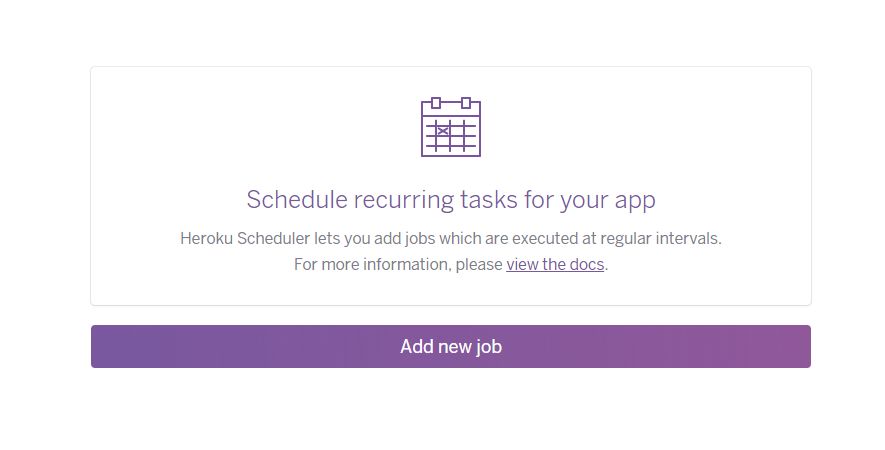 Schedule recurring tasks for your app
Heroku Scheduler lets you add jobs which are executed at regular intervals.
For more information, please view the docs.
Add new job